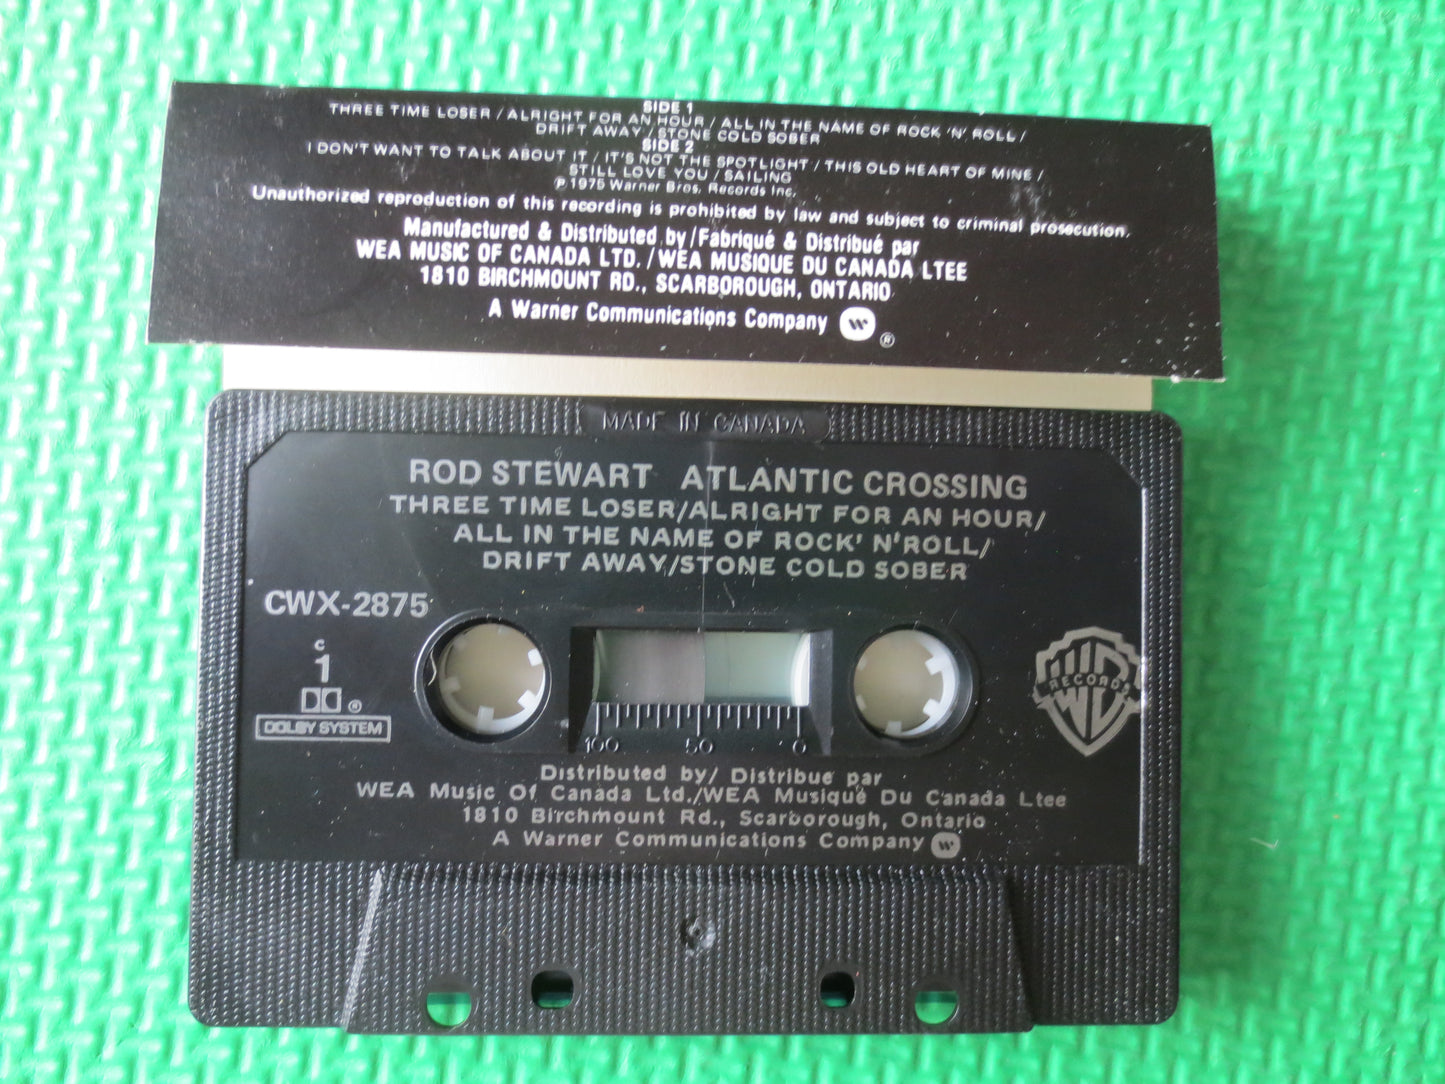 SIDE 1
THREE TIME LOSER / ALRIGHT FOR AN HOUR / ALL IN THE NAME OF ROCK 'N' ROLL /
DRIFT AWAY / STONE COLD SOBER
SIDE 2
I DON'T WANT TO TALK ABOUT IT / IT'S NOT THE SPOTLIGHT / THIS OLD HEART OF MINE /
STILL LOVE YOU / SAILING
℗ 1975 Warner Bros. Records Inc.
Unauthorized reproduction of this recording is prohibited by law and subject to criminal prosecution.
Manufactured & Distributed by/Fabriqué & Distribué par
WEA MUSIC OF CANADA LTD. /WEA MUSIQUE DU CANADA LTEE
1810 BIRCHMOUNT RD., SCARBOROUGH, ONTARIO
A Warner Communications Company ®
MADE IN CANADA
ROD STEWART ATLANTIC CROSSING
THREE TIME LOSER/ALRIGHT FOR AN HOUR/
ALL IN THE NAME OF ROCK' N'ROLL/
DRIFT AWAY/STONE COLD SOBER
CWX-2875
C
1
®
DOLBY SYSTEM
WB
RECORDS
100 50 0
Distributed by/ Distribue par
WEA Music Of Canada Ltd./WEA Musique Du Canada Ltee
1810 Birchmount Rd., Scarborough, Ontario
A Warner Communications Company